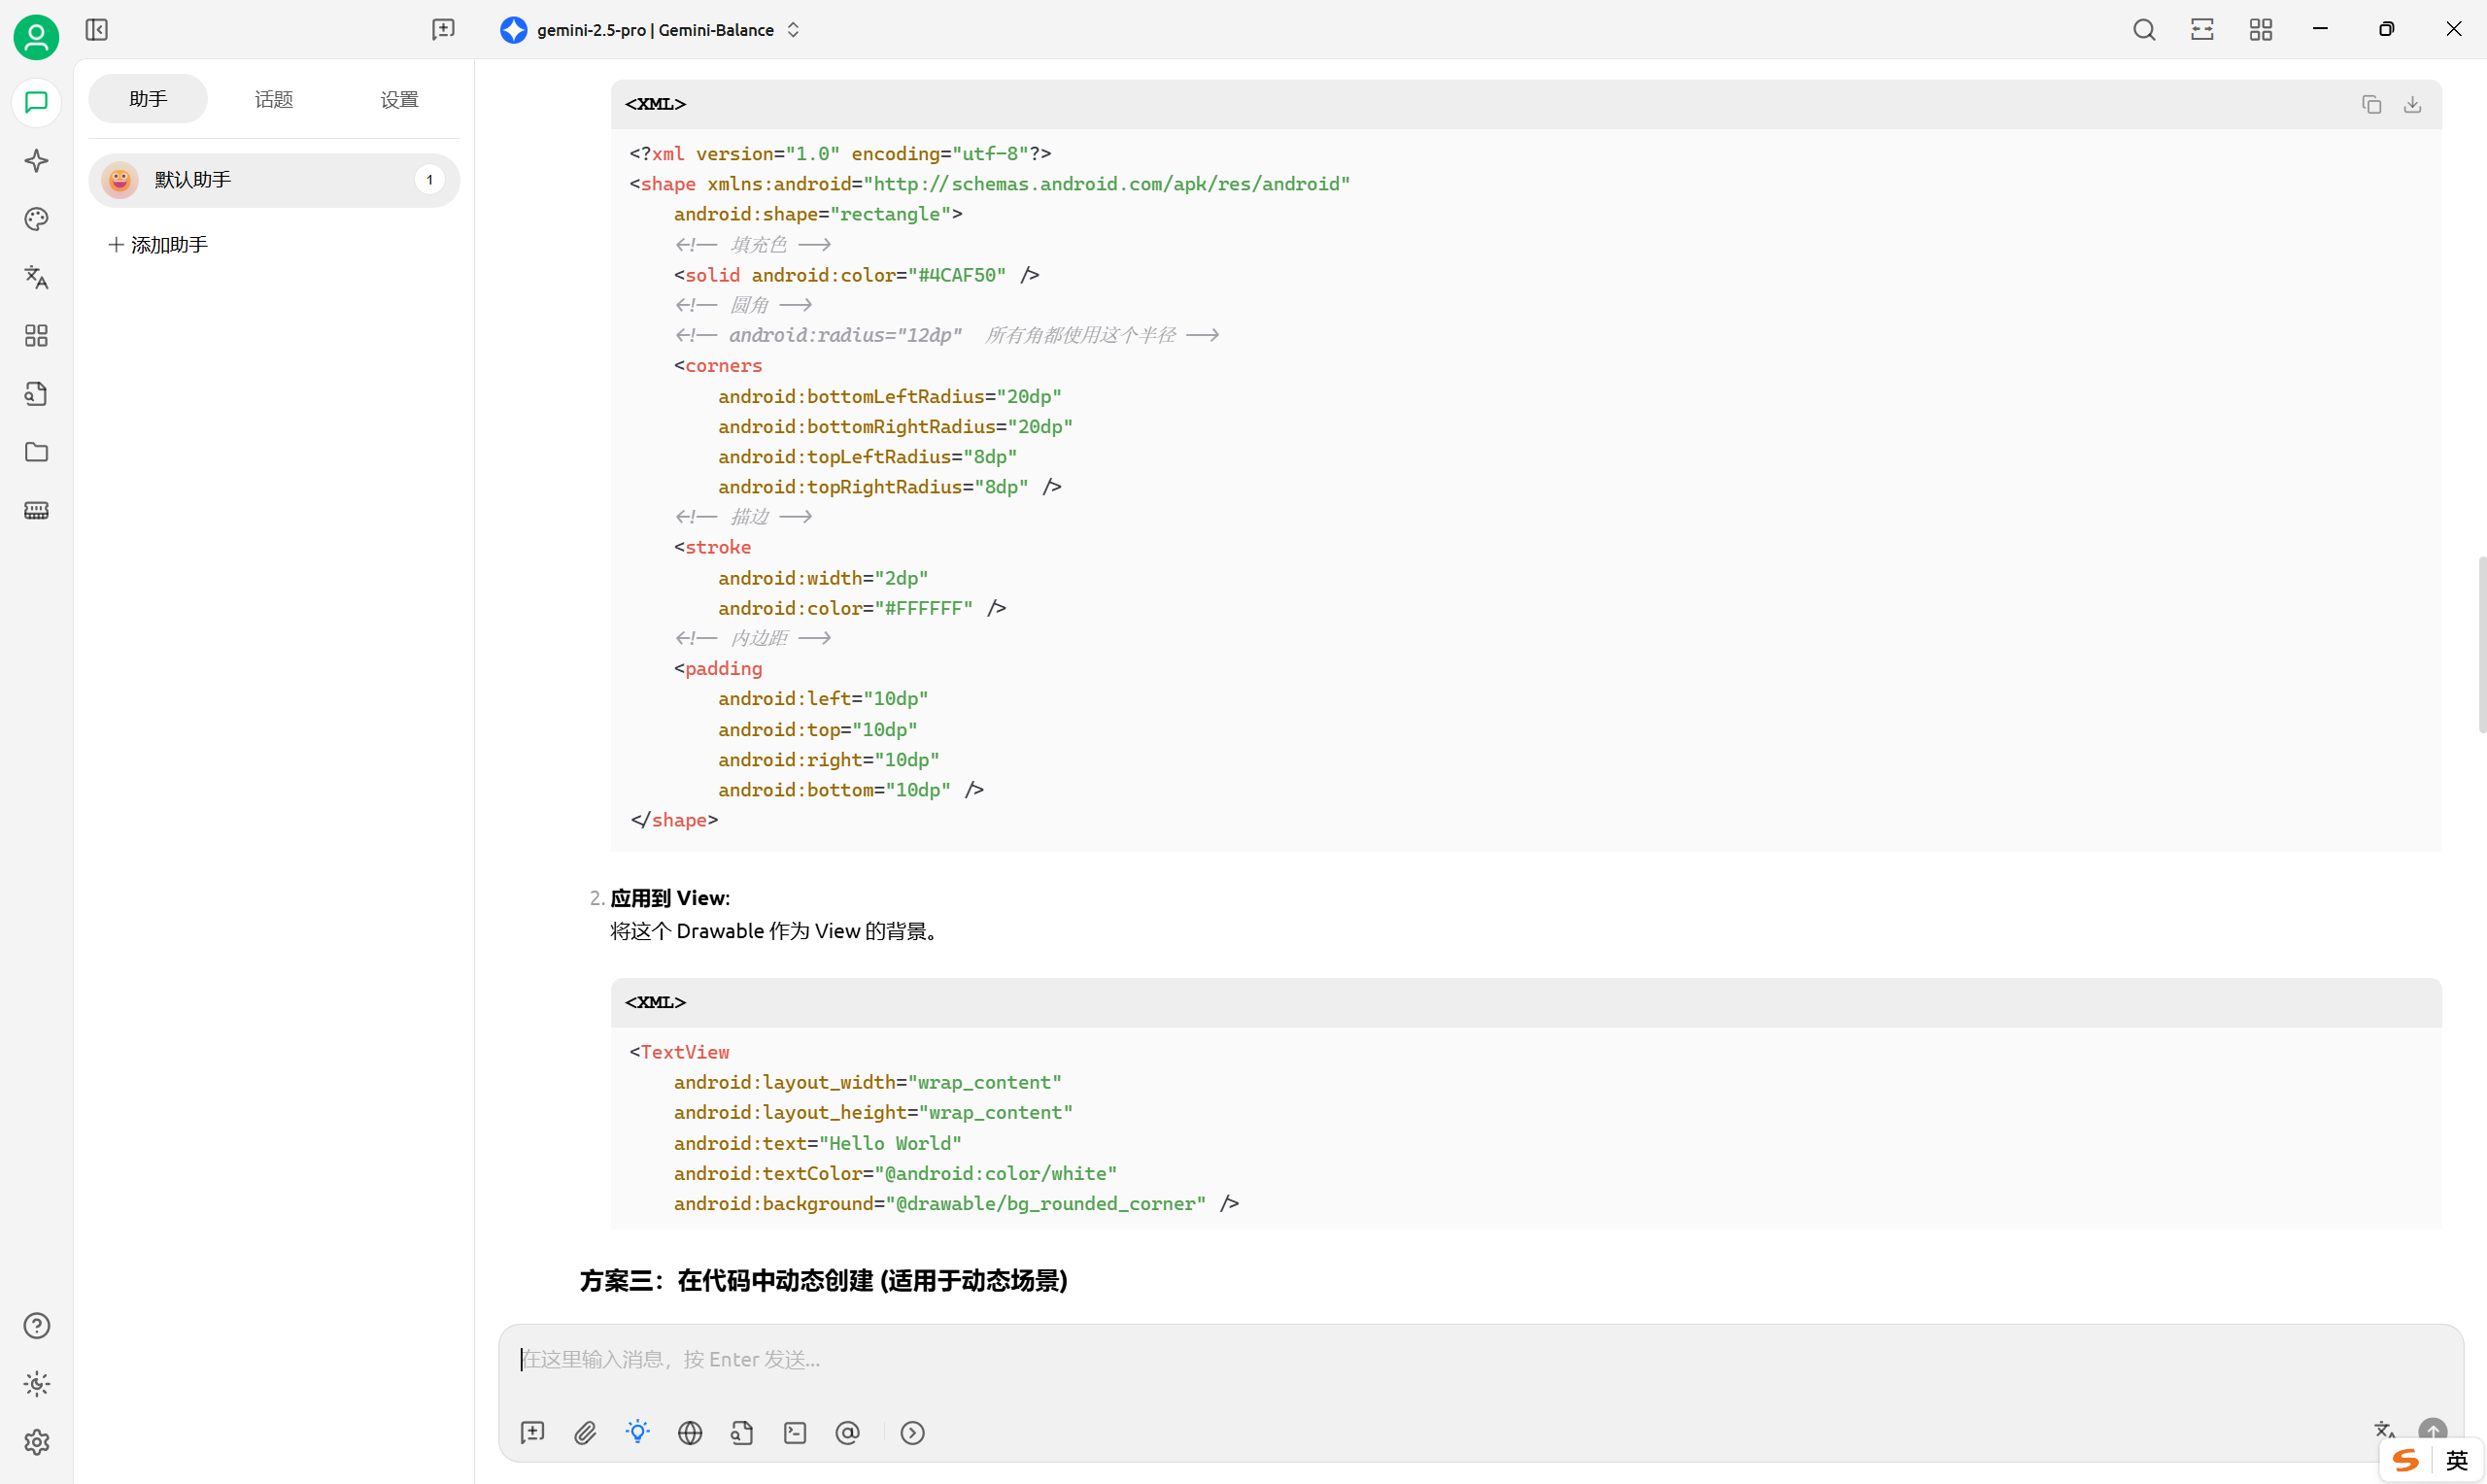 gemini-2.5-pro | Gemini-Balance
助手
话题
设置
默认助手
1
添加助手
<XML>
<?xml version="1.0" encoding="utf-8"?>
<shape xmlns:android="http://schemas.android.com/apk/res/android"
    android:shape="rectangle">
    <!-- 填充色 -->
    <solid android:color="#4CAF50" />
    <!-- 圆角 -->
    <!-- android:radius="12dp"  所有角都使用这个半径 -->
    <corners
        android:bottomLeftRadius="20dp"
        android:bottomRightRadius="20dp"
        android:topLeftRadius="8dp"
        android:topRightRadius="8dp" />
    <!-- 描边 -->
    <stroke
        android:width="2dp"
        android:color="#FFFFFF" />
    <!-- 内边距 -->
    <padding
        android:left="10dp"
        android:top="10dp"
        android:right="10dp"
        android:bottom="10dp" />
</shape>
2. 应用到 View:
将这个 Drawable 作为 View 的背景。
<XML>
<TextView
    android:layout_width="wrap_content"
    android:layout_height="wrap_content"
    android:text="Hello World"
    android:textColor="@android:color/white"
    android:background="@drawable/bg_rounded_corner" />
方案三：在代码中动态创建 (适用于动态场景)
在这里输入消息，按 Enter 发送...
英